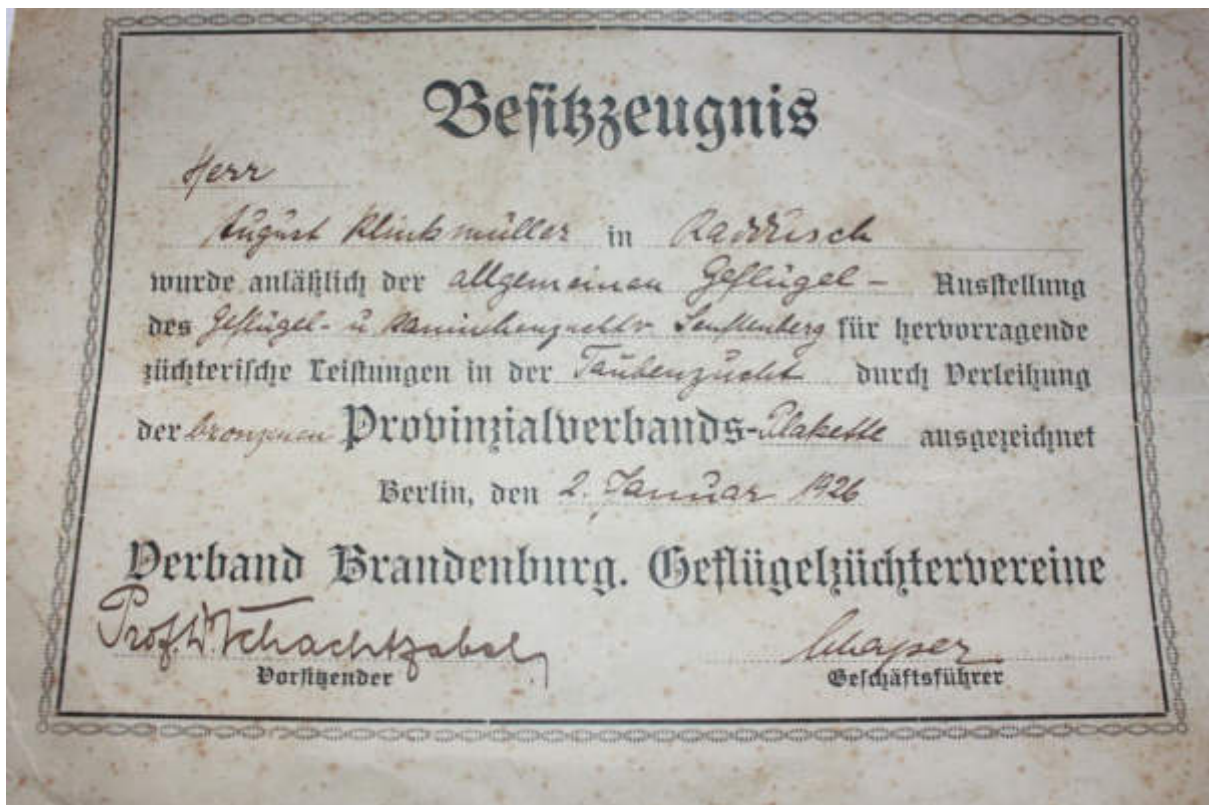 Besitzzeugnis
Herr
August Klinkmüller in Raddusch
wurde anläßlich der allgemeinen Geflügel- Ausstellung
des Geflügel- u Kaninchenzuchtv. Senftenberg für hervorragende
züchterische Leistungen in der Taubenzucht durch Verleihung
der bronzenen Provinzialverbands-Plakette ausgezeichnet
Berlin, den 2. Januar 1926
Verband Brandenburg. Geflügelzüchtervereine
Prof. Dr. Schachtzabel
Vorsitzender Geschäftsführer